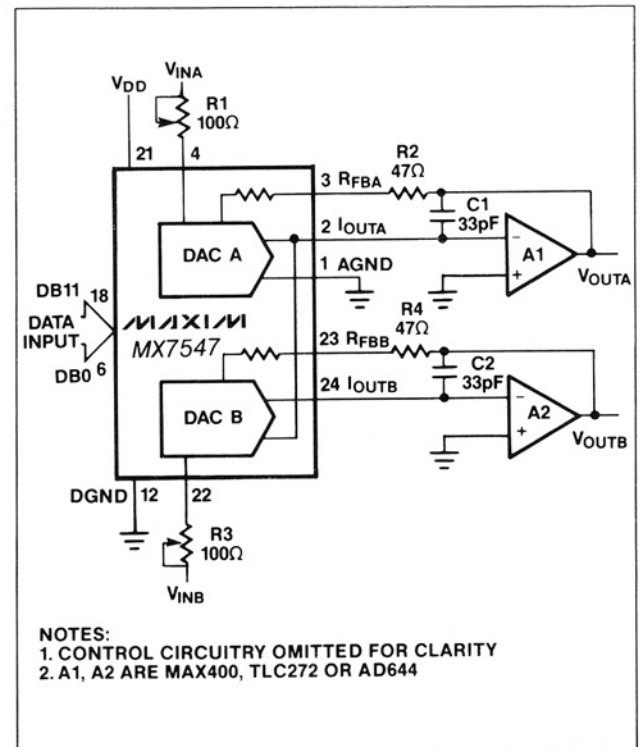 VINA
VDD
R1
100Ω
21
4
R2
47Ω
3 RFBA
C1
33pF
2 IOUTA
DAC A
A1
1 AGND
VOUTA
DB11
18
DATA
INPUT
DB0
6
MAXIM
MX7547
R4
47Ω
23 RFBB
C2
33pF
24 IOUTB
DAC B
A2
VOUTB
DGND
12
22
R3
100Ω
VINB
NOTES:
1. CONTROL CIRCUITRY OMITTED FOR CLARITY
2. A1, A2 ARE MAX400, TLC272 OR AD644